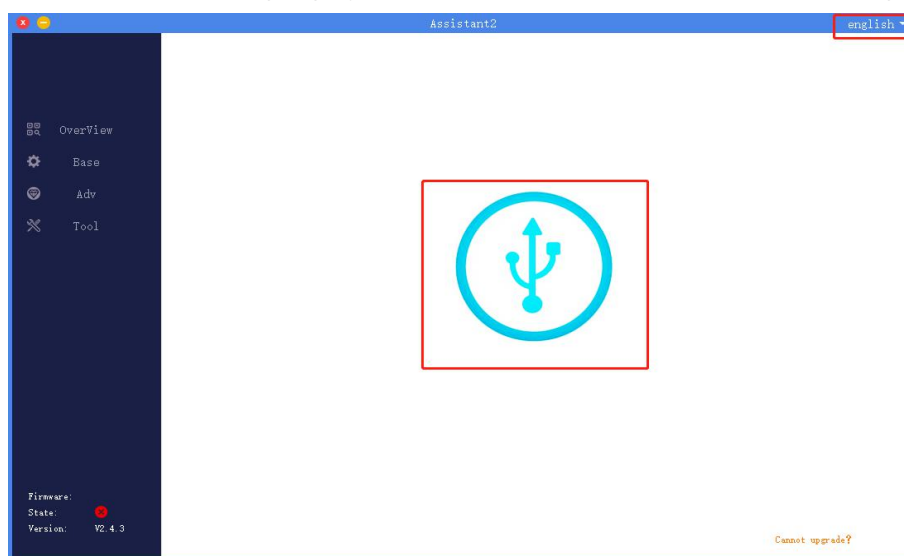 Assistant2
english
OverView
Base
Adv
Tool
Firmware:
State:
Version: V2.4.3
Cannot upgrade?